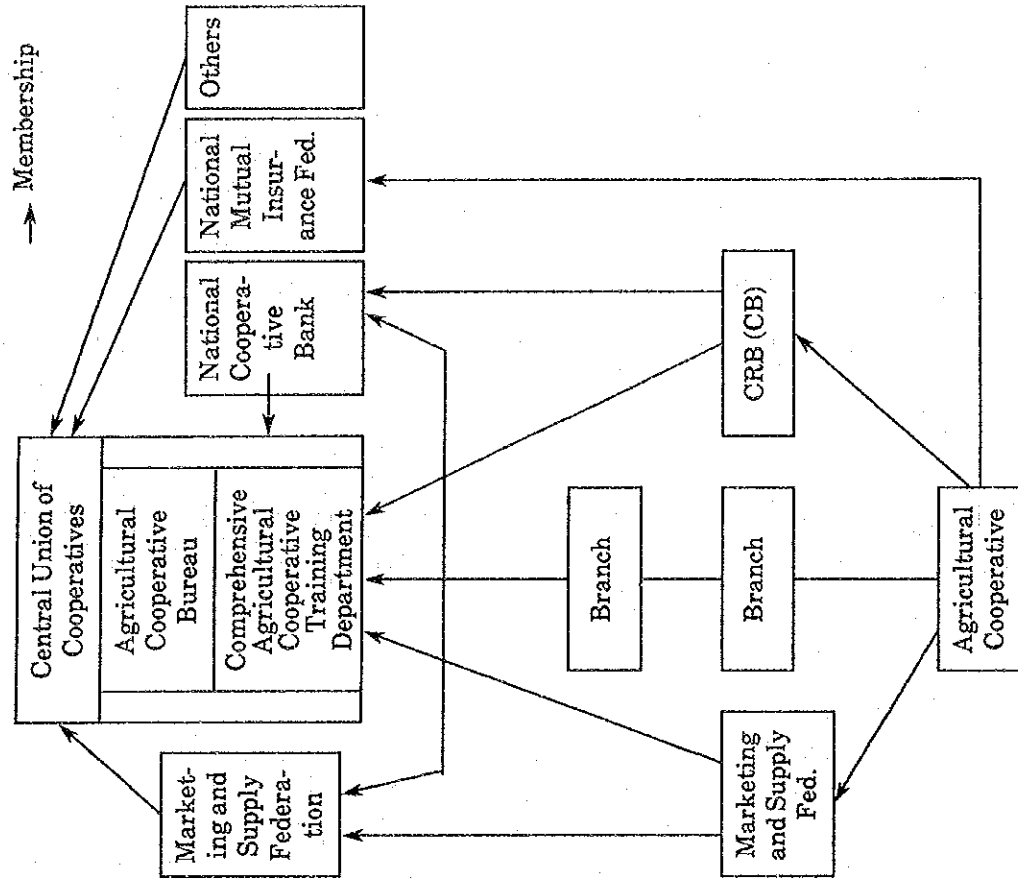 → Membership
Central Union of
Cooperatives
Agricultural
Cooperative
Bureau
Comprehensive
Agricultural
Cooperative
Training
Department
Market-
ing and
Supply
Federa-
tion
National
Coopera-
tive
Bank
National
Mutual
Insur-
ance Fed.
Others
Branch
Branch
CRB (CB)
Marketing
and Supply
Fed.
Agricultural
Cooperative